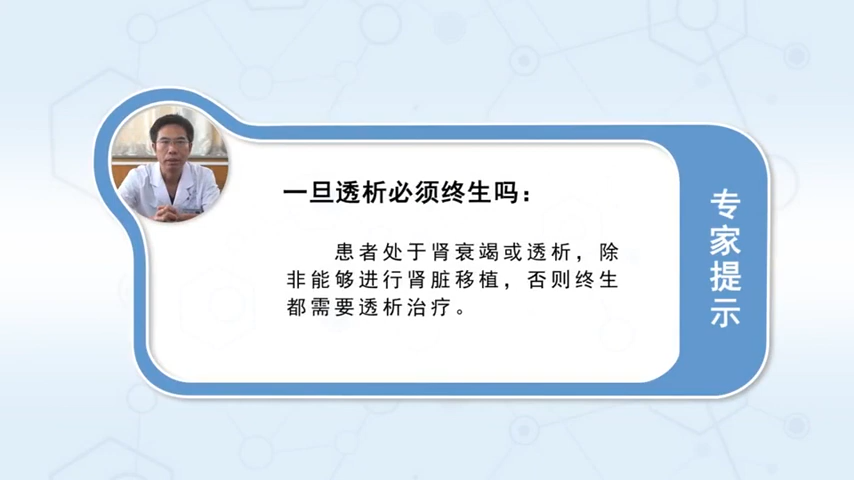 一旦透析必须终生吗：
患者处于肾衰竭或透析，除
非能够进行肾脏移植，否则终生
都需要透析治疗。
专家提示